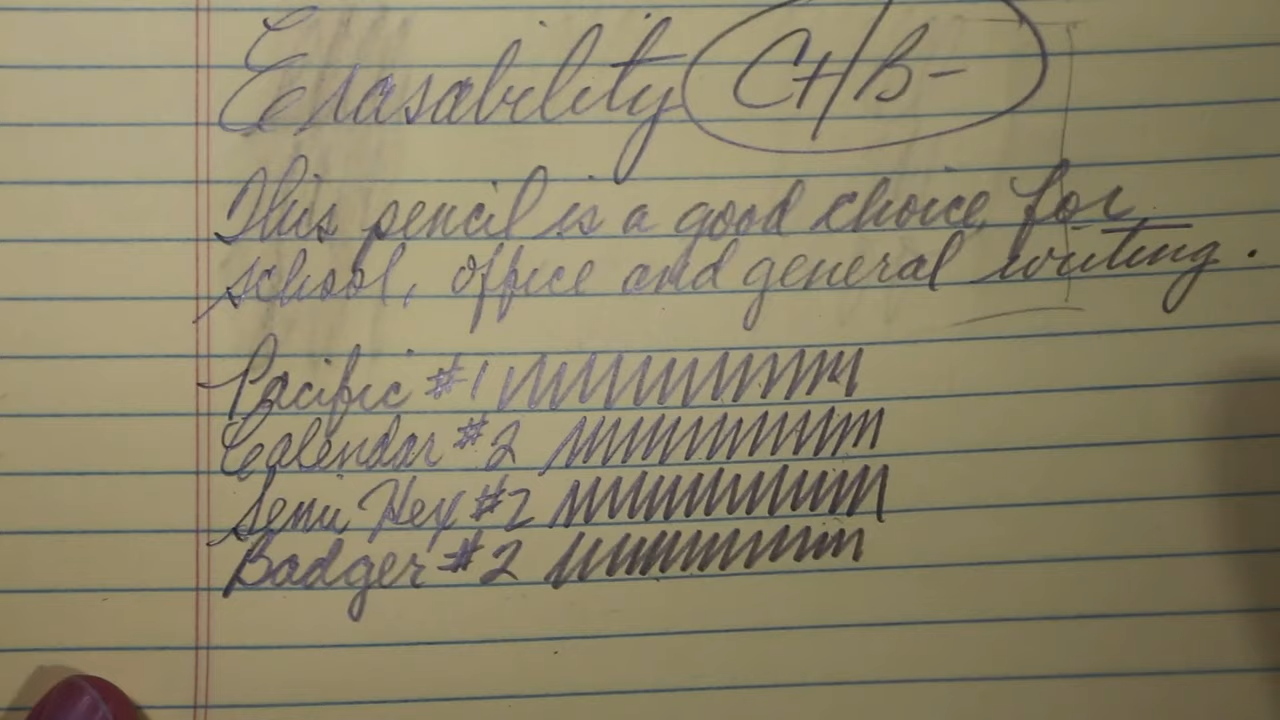 Erasability C+/B-
This pencil is a good choice for
school, office and general writing.
Pacific #1
Calendar #2
Semi Hex #2
Badger #2